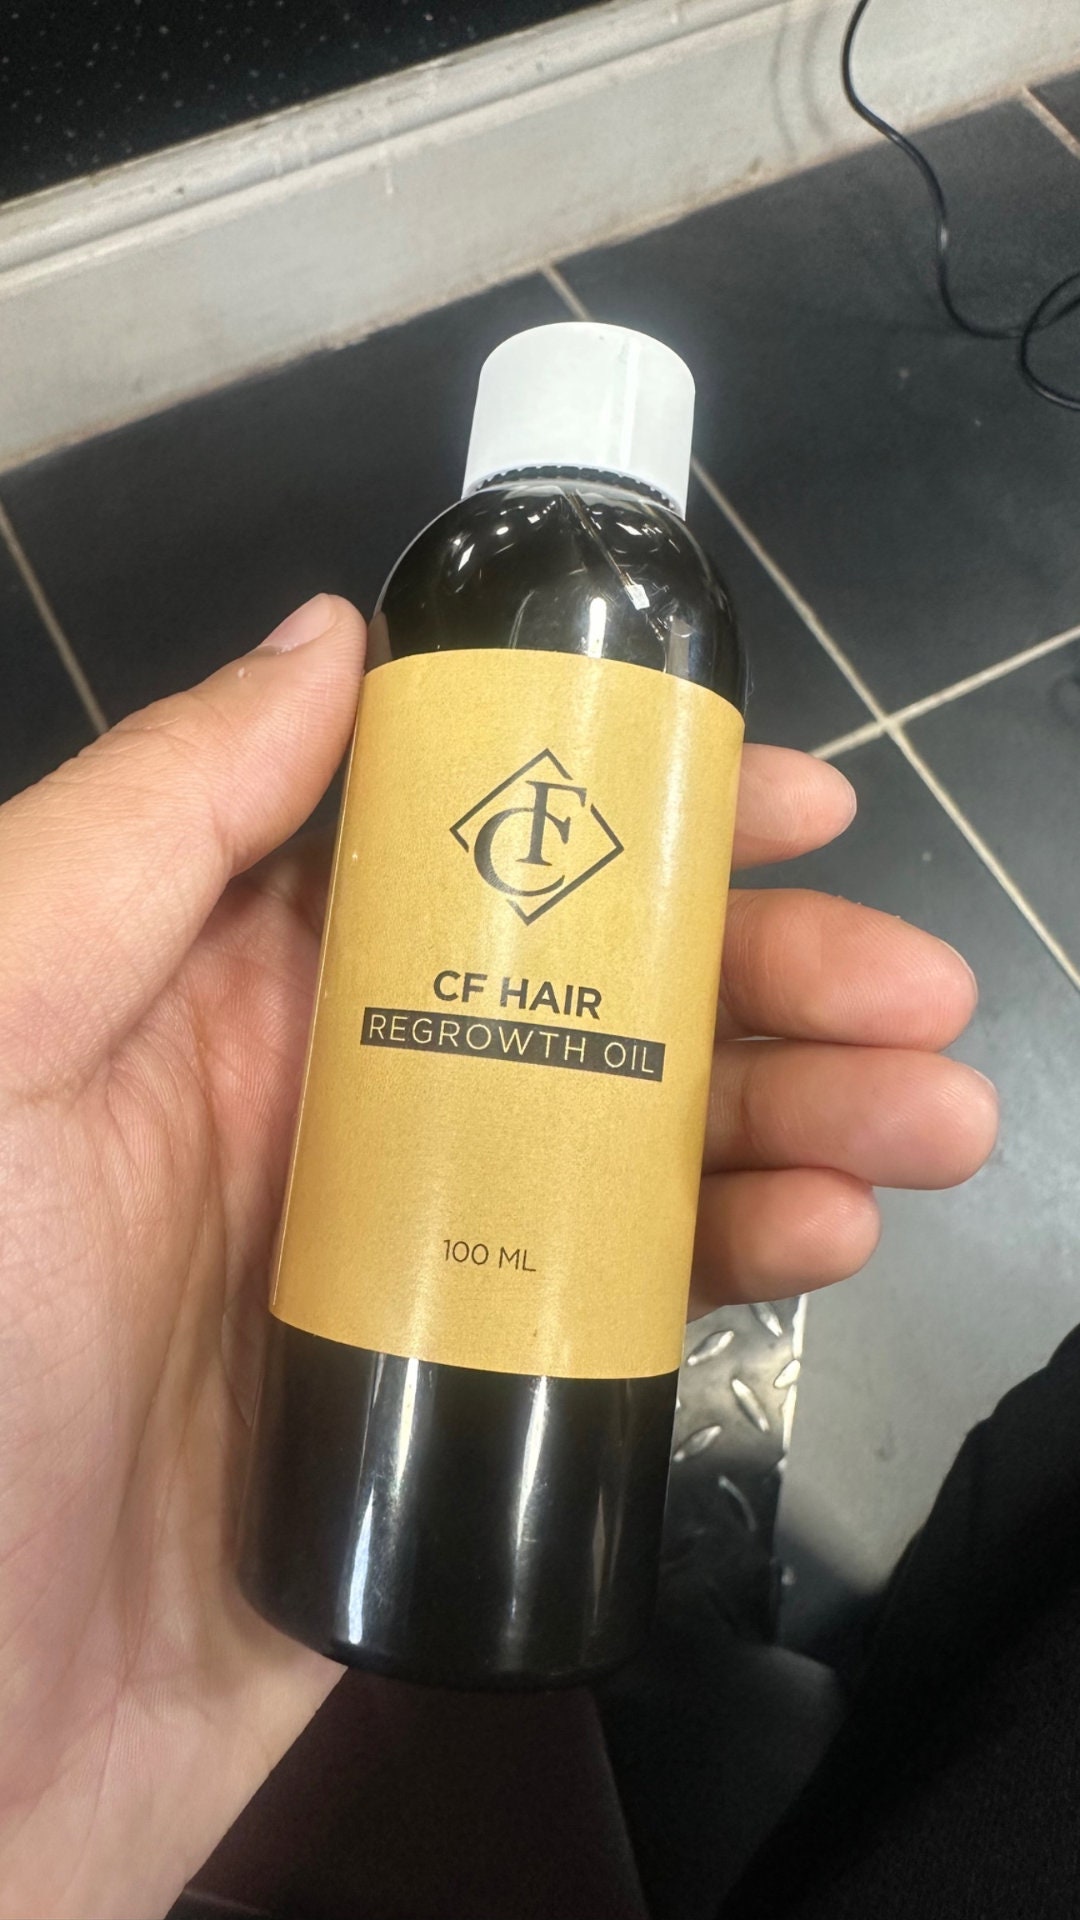 CF
CF HAIR
REGROWTH OIL
100 ML